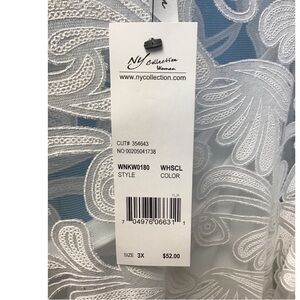 NY Collection
Woman
www.nycollection.com
CUT# 354643
NO 00205041738
WNKW0180 WHSCL
STYLE COLOR
7 04976 06631 1
SIZE 3X $52.00